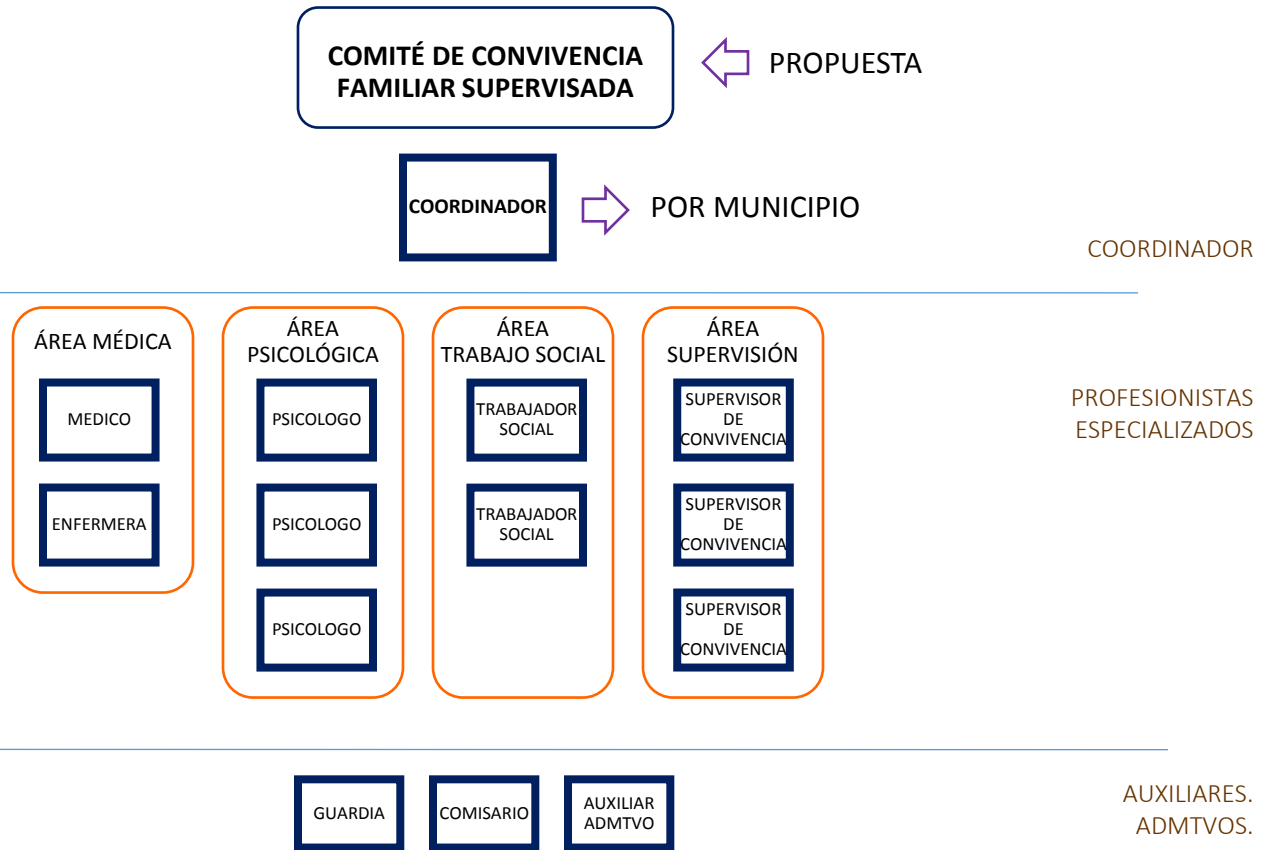 COMITÉ DE CONVIVENCIA
FAMILIAR SUPERVISADA
PROPUESTA
COORDINADOR
POR MUNICIPIO
COORDINADOR
ÁREA MÉDICA
MEDICO
ENFERMERA
ÁREA
PSICOLÓGICA
PSICOLOGO
PSICOLOGO
PSICOLOGO
ÁREA
TRABAJO SOCIAL
TRABAJADOR
SOCIAL
TRABAJADOR
SOCIAL
ÁREA
SUPERVISIÓN
SUPERVISOR
DE
CONVIVENCIA
SUPERVISOR
DE
CONVIVENCIA
SUPERVISOR
DE
CONVIVENCIA
PROFESIONISTAS
ESPECIALIZADOS
GUARDIA
COMISARIO
AUXILIAR
ADMTVO
AUXILIARES.
ADMTVOS.